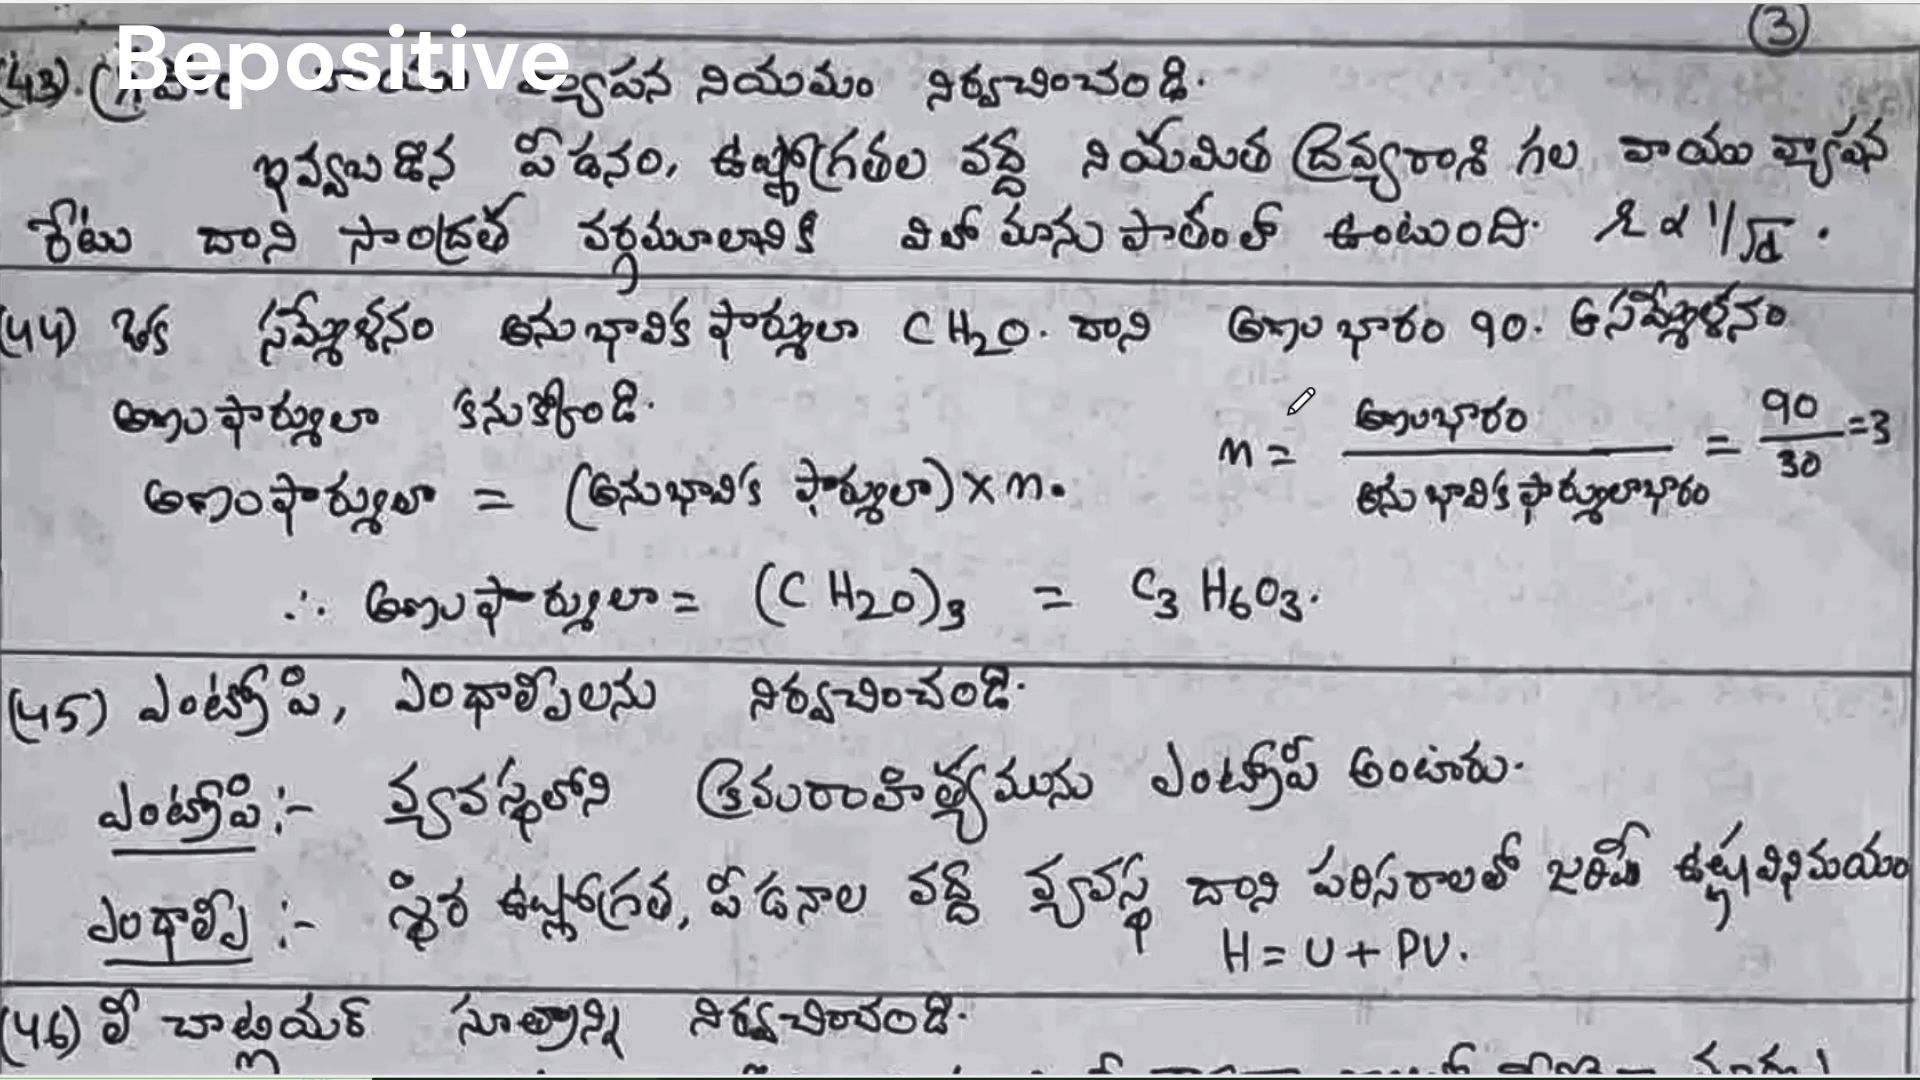 ③
Bepositive
(43). వ్యాపన నియమం నిర్వచించండి.
ఇవ్వబడిన పీడనం, ఉష్ణోగ్రతల వద్ద నియమిత ద్రవ్యరాశి గల వాయు వ్యాపన
రేటు దాని సాంద్రత వర్గమూలానికి విలోమానుపాతంలో ఉంటుంది. r α 1/√d .
(44) ఒక సమ్మేళనం అనుభావిక ఫార్ములా CH₂O. దాని అణుభారం 90. ఆ సమ్మేళనం
అణుఫార్ములా కనుక్కోండి.
n = అణుభారం / అనుభావిక ఫార్ములాభారం = 90/30 = 3
అణుఫార్ములా = (అనుభావిక ఫార్ములా) × n.
∴ అణుఫార్ములా = (CH₂O)₃ = C₃H₆O₃.
(45) ఎంట్రోపి, ఎంథాల్పీలను నిర్వచించండి.
ఎంట్రోపి :- వ్యవస్థలోని క్రమరాహిత్యమును ఎంట్రోపీ అంటారు.
ఎంథాల్పీ :- స్థిర ఉష్ణోగ్రత, పీడనాల వద్ద వ్యవస్థ దాని పరిసరాలతో జరిపే ఉష్ణ వినిమయం
H = U + PV.
(46) లీ చాట్లియర్ సూత్రాన్ని నిర్వచించండి.